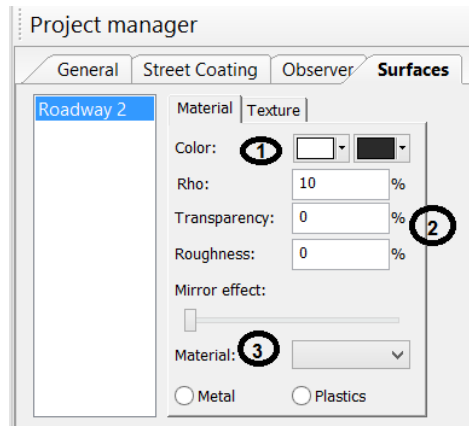 Project manager
General Street Coating Observer Surfaces
Roadway 2
Material Texture
Color: 1
Rho: 10 %
Transparency: 0 % 2
Roughness: 0 %
Mirror effect:
Material: 3
Metal Plastics